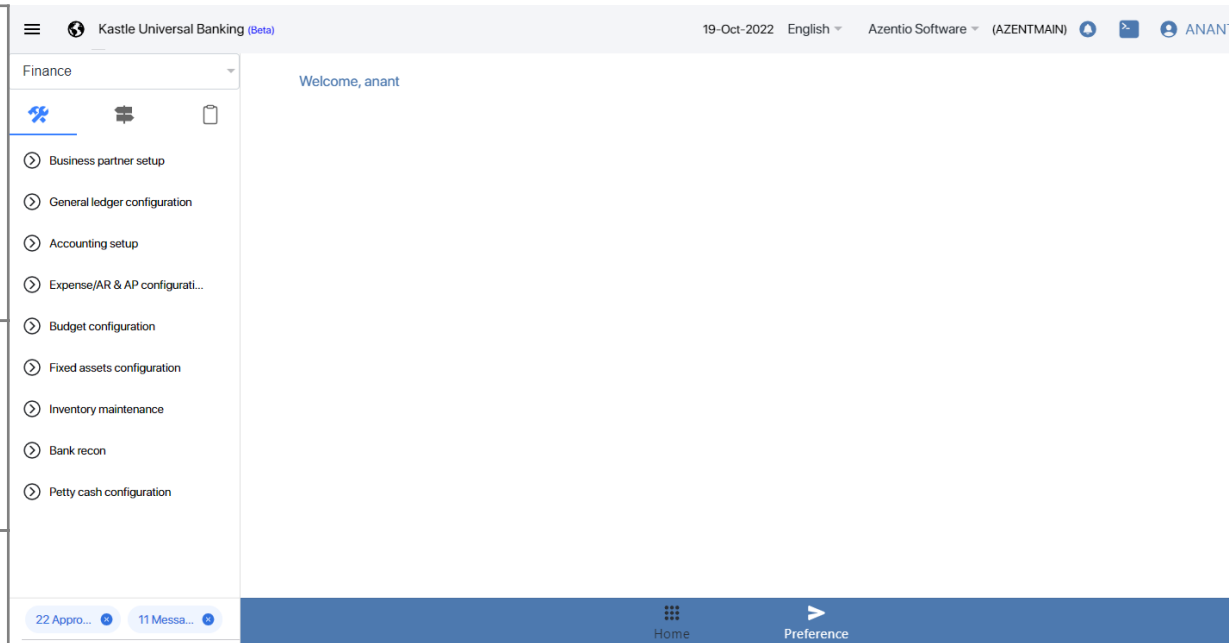 Kastle Universal Banking (Beta)
19-Oct-2022 English Azentio Software (AZENTMAIN) ANANT
Finance
Welcome, anant
Business partner setup
General ledger configuration
Accounting setup
Expense/AR & AP configurati...
Budget configuration
Fixed assets configuration
Inventory maintenance
Bank recon
Petty cash configuration
22 Appro... 11 Messa...
Home Preference